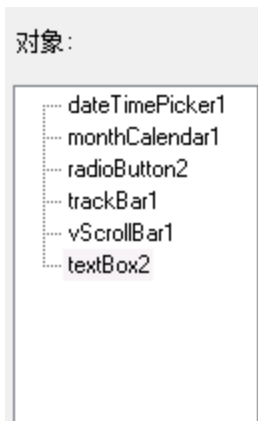 对象:
dateTimePicker1
monthCalendar1
radioButton2
trackBar1
vScrollBar1
textBox2